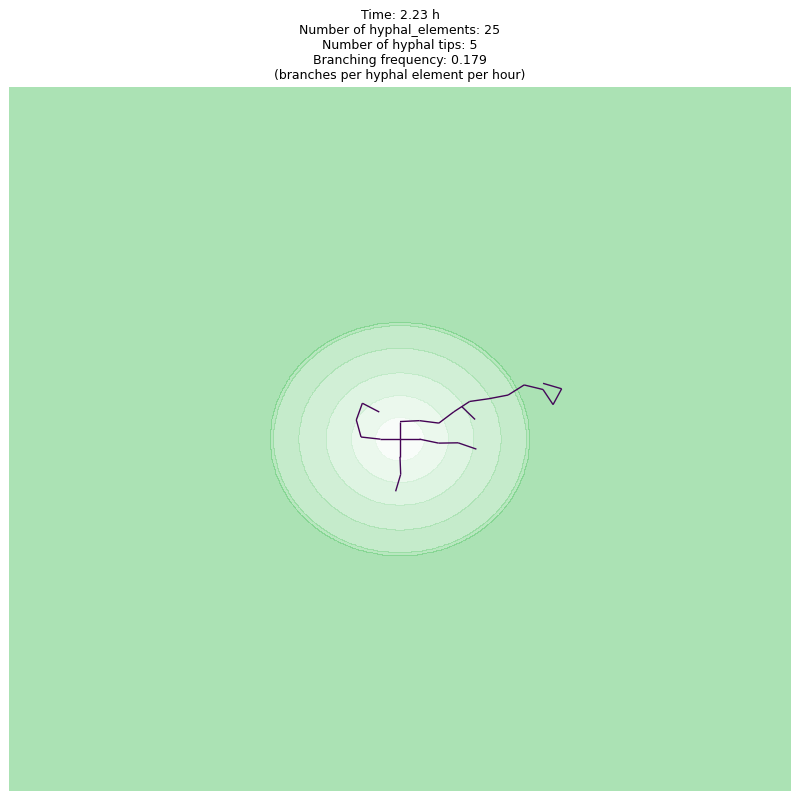 Time: 2.23 h
Number of hyphal_elements: 25
Number of hyphal tips: 5
Branching frequency: 0.179
(branches per hyphal element per hour)